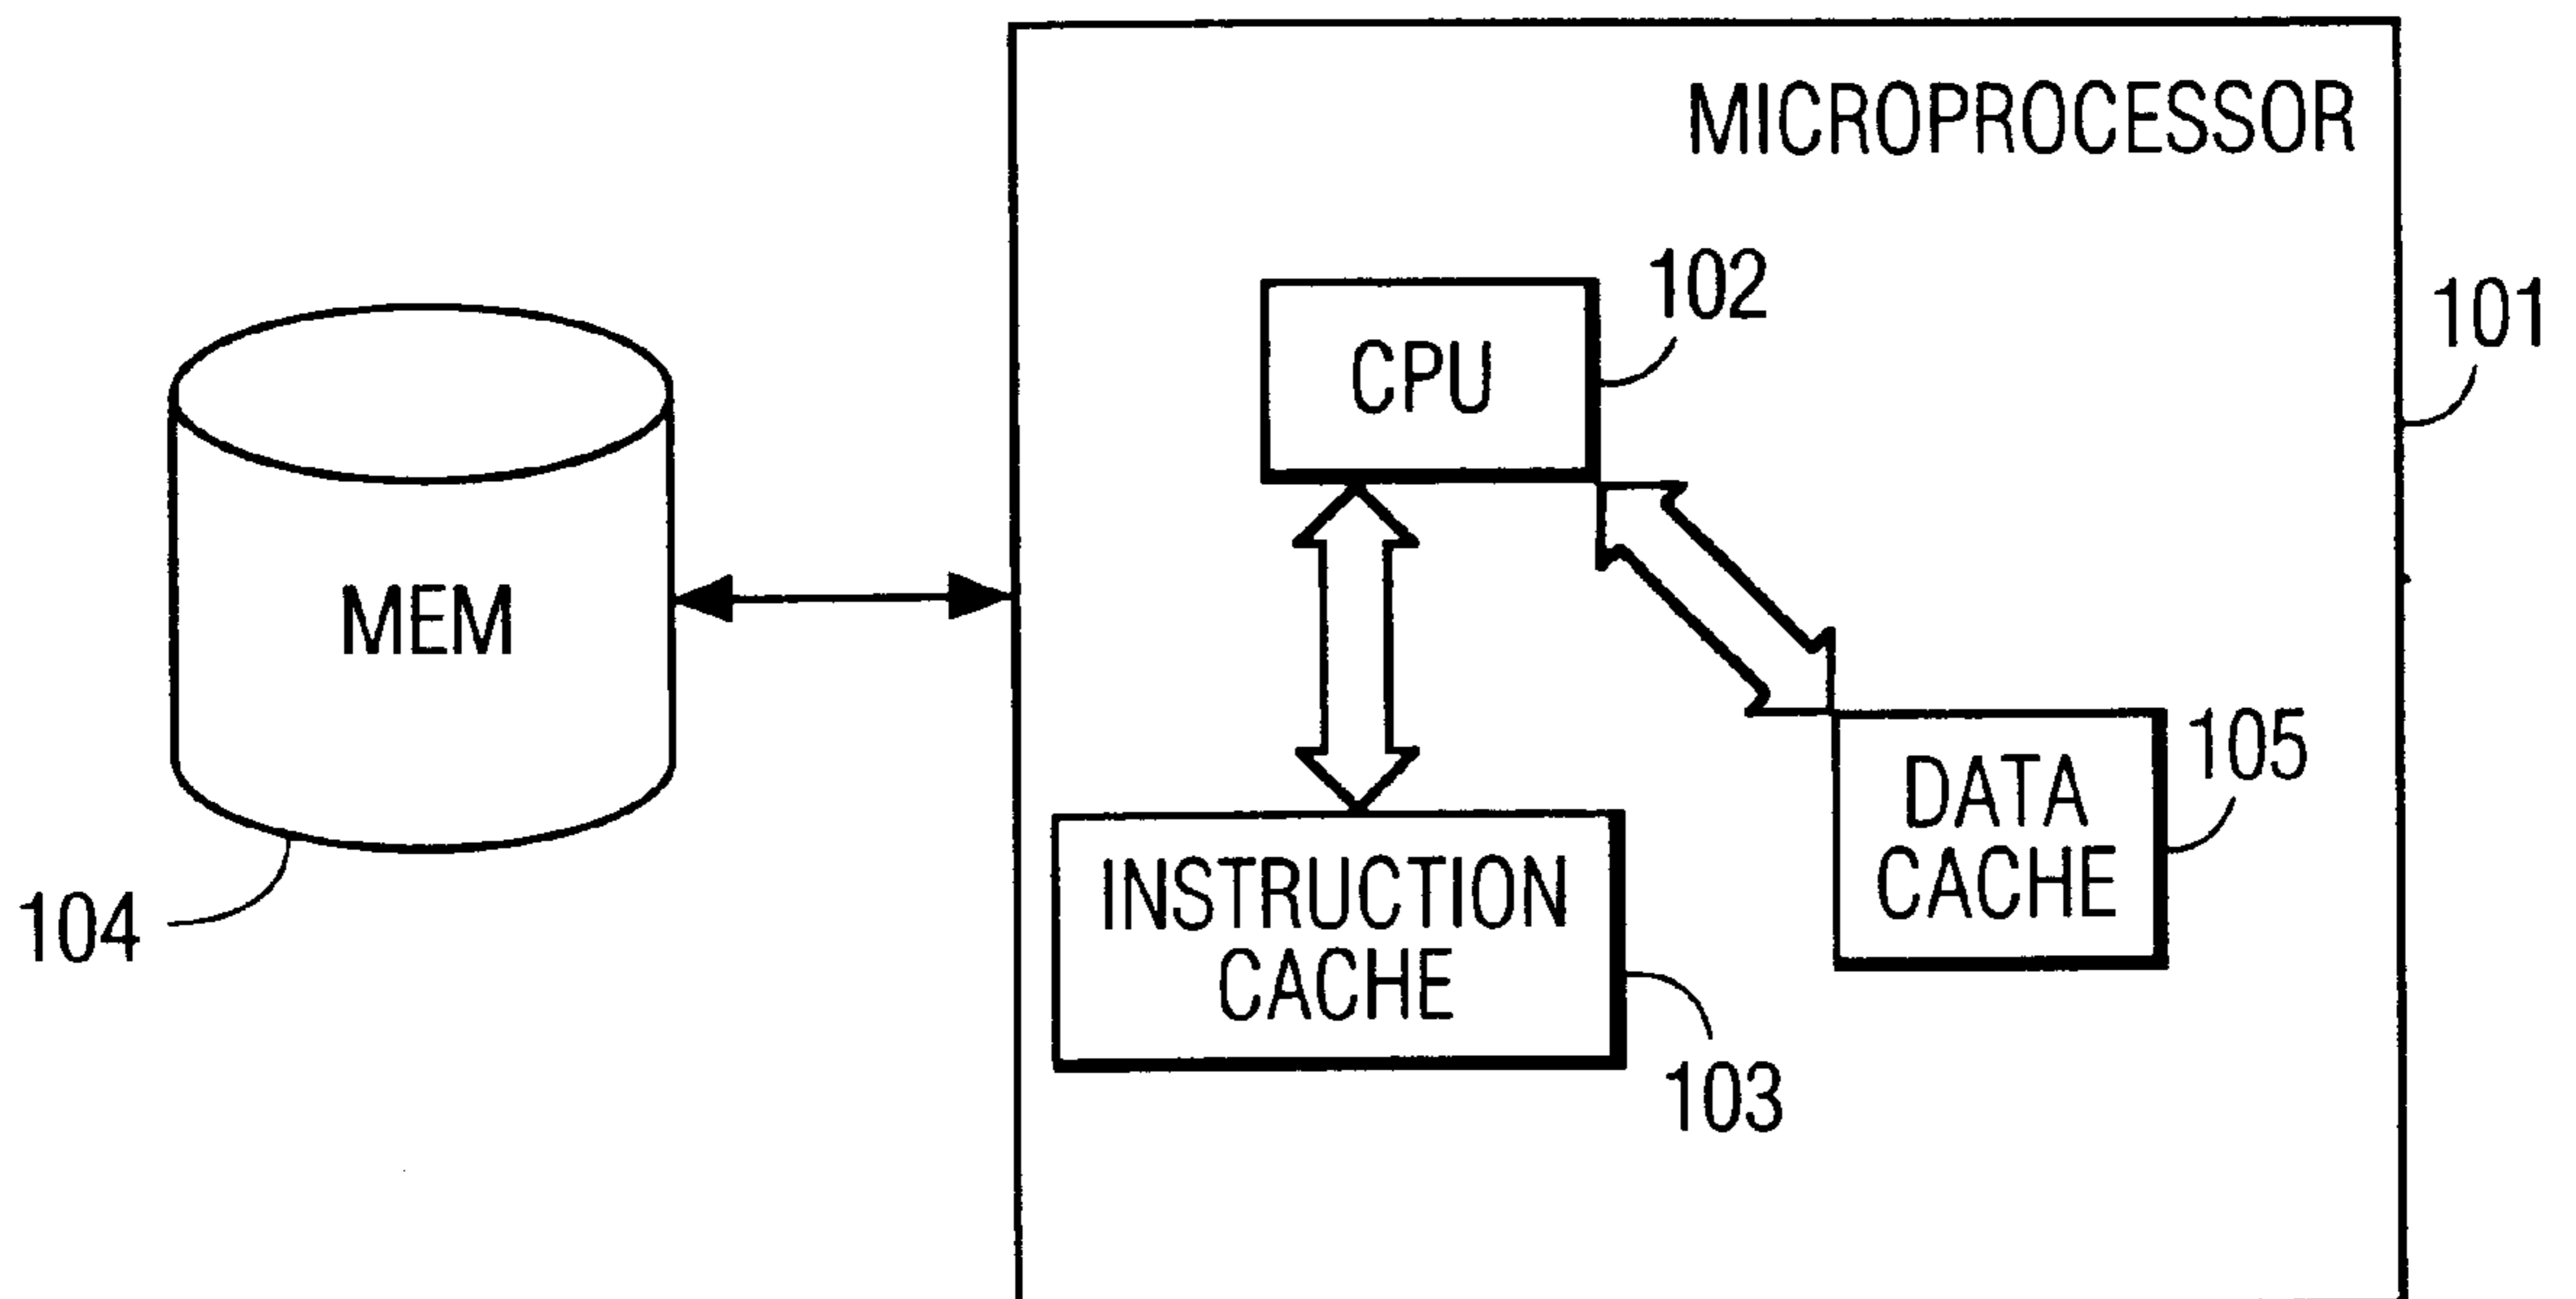 MICROPROCESSOR
102
101
CPU
MEM
105
DATA
CACHE
INSTRUCTION
CACHE
104
103